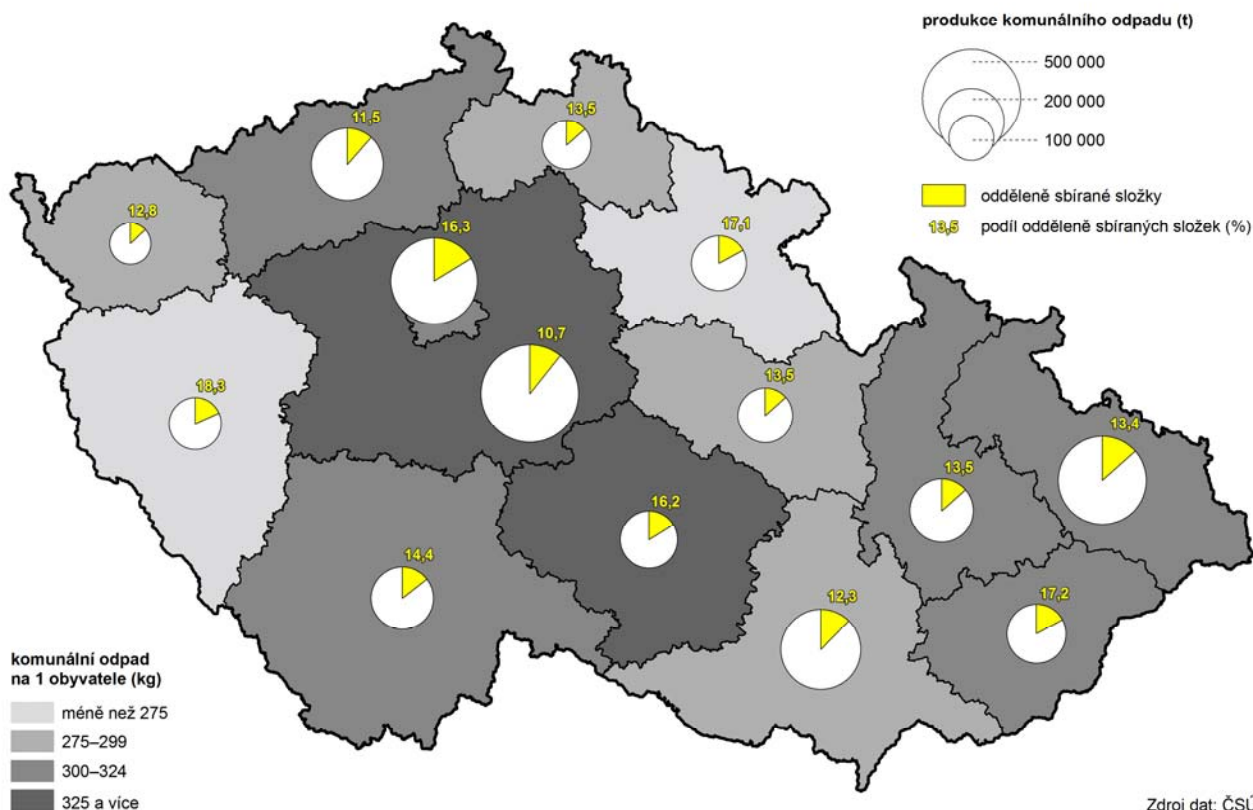 produkce komunálního odpadu (t)
500 000
200 000
100 000
odděleně sbírané složky
13,5 podíl odděleně sbíraných složek (%)
11,5
13,5
12,8
16,3
17,1
10,7
18,3
13,5
13,4
13,5
16,2
14,4
12,3
17,2
komunální odpad
na 1 obyvatele (kg)
méně než 275
275–299
300–324
325 a více
Zdroj dat: ČSÚ